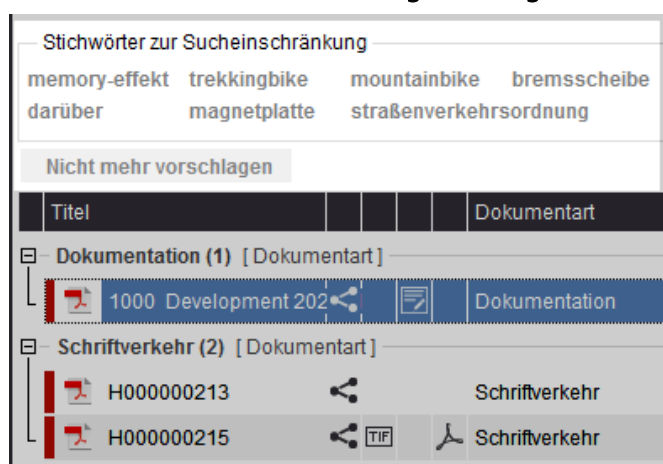 Stichwörter zur Sucheinschränkung
memory-effekt trekkingbike mountainbike bremsscheibe
darüber magnetplatte straßenverkehrsordnung
Nicht mehr vorschlagen
Titel Dokumentart
Dokumentation (1) [ Dokumentart ]
1000 Development 202 Dokumentation
Schriftverkehr (2) [ Dokumentart ]
H000000213 Schriftverkehr
H000000215 TIF Schriftverkehr